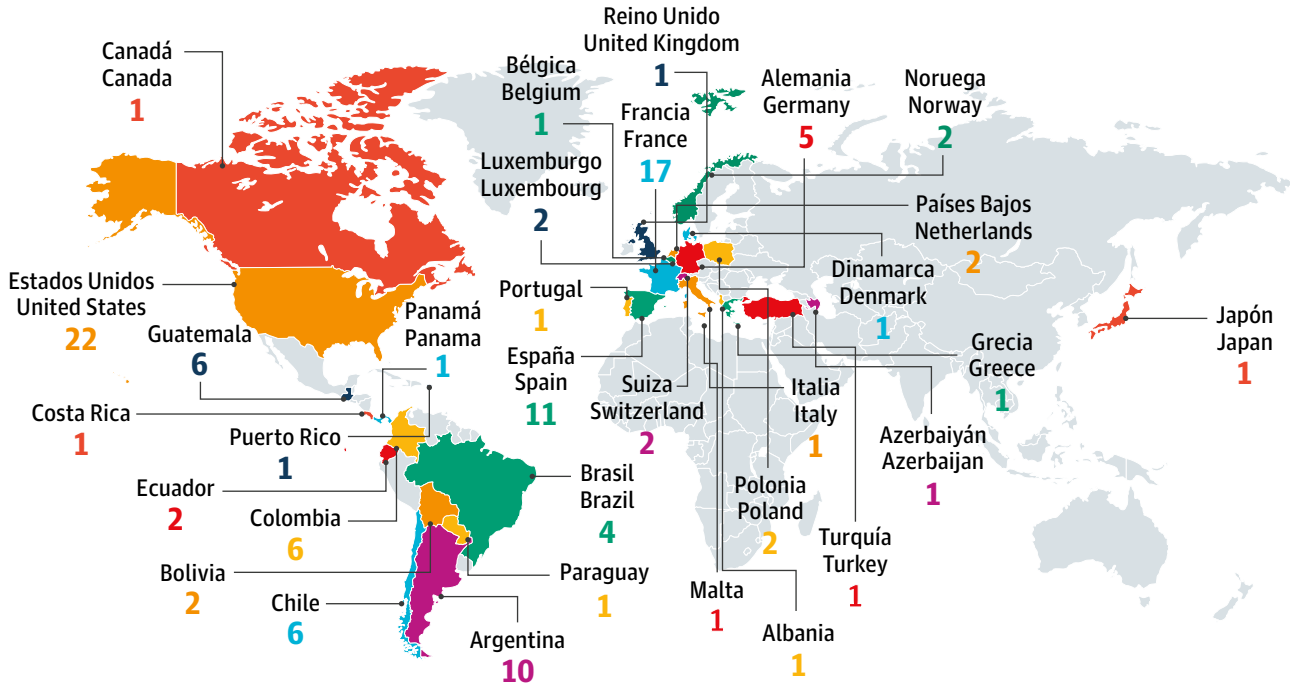 Canadá
Canada
1
Reino Unido
United Kingdom
1
Bélgica
Belgium
1
Francia
France
17
Alemania
Germany
5
Noruega
Norway
2
Luxemburgo
Luxembourg
2
Países Bajos
Netherlands
2
Dinamarca
Denmark
1
Estados Unidos
United States
22
Guatemala
6
Panamá
Panama
1
Portugal
1
España
Spain
11
Suiza
Switzerland
2
Italia
Italy
1
Grecia
Greece
1
Japón
Japan
1
Costa Rica
1
Puerto Rico
1
Azerbaiyán
Azerbaijan
1
Ecuador
2
Colombia
6
Brasil
Brazil
4
Polonia
Poland
2
Turquía
Turkey
1
Bolivia
2
Chile
6
Argentina
10
Paraguay
1
Malta
1
Albania
1